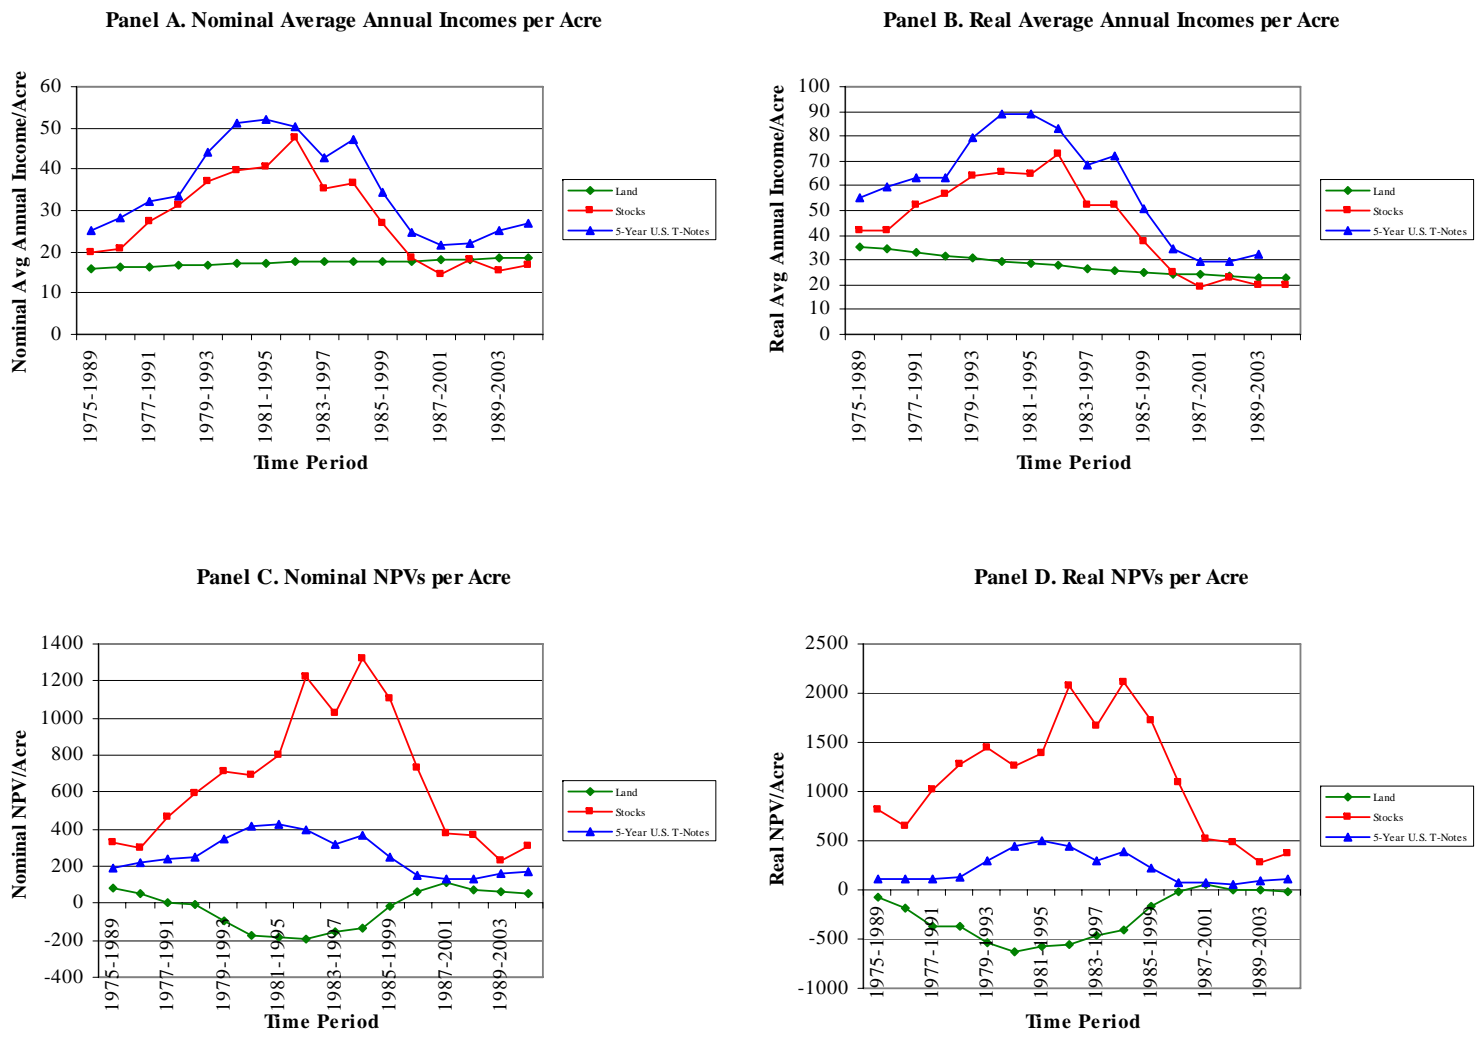 Panel A. Nominal Average Annual Incomes per Acre
Nominal Avg Annual Income/Acre
60
50
40
30
20
10
0
1975-1989
1977-1991
1979-1993
1981-1995
1983-1997
1985-1999
1987-2001
1989-2003
Time Period
Land
Stocks
5-Year U.S. T-Notes
Panel B. Real Average Annual Incomes per Acre
Real Avg Annual Income/Acre
100
90
80
70
60
50
40
30
20
10
0
1975-1989
1977-1991
1979-1993
1981-1995
1983-1997
1985-1999
1987-2001
1989-2003
Time Period
Land
Stocks
5-Year U.S. T-Notes
Panel C. Nominal NPVs per Acre
Nominal NPV/Acre
1400
1200
1000
800
600
400
200
0
-200
-400
1975-1989
1977-1991
1979-1993
1981-1995
1983-1997
1985-1999
1987-2001
1989-2003
Time Period
Land
Stocks
5-Year U.S. T-Notes
Panel D. Real NPVs per Acre
Real NPV/Acre
2500
2000
1500
1000
500
0
-500
-1000
1975-1989
1977-1991
1979-1993
1981-1995
1983-1997
1985-1999
1987-2001
1989-2003
Time Period
Land
Stocks
5-Year U.S. T-Notes